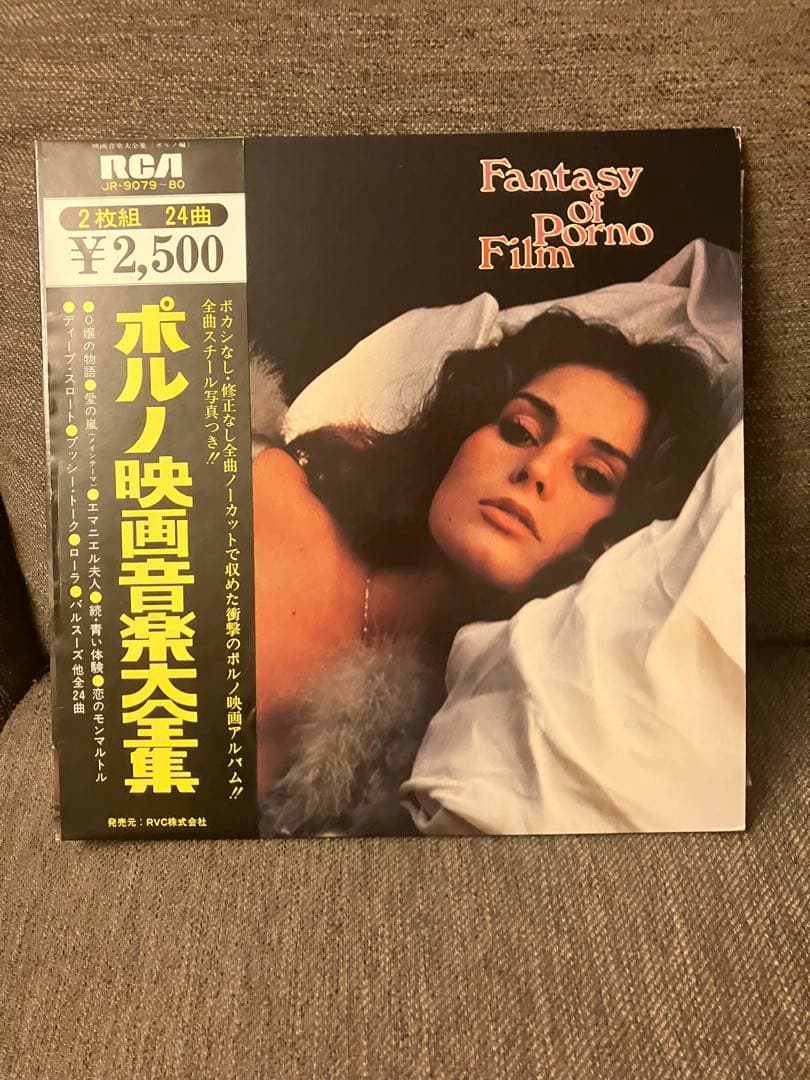 映画音楽大全集〈ポルノ編〉
RCA
JR-9079~80
2枚組 24曲
¥2,500
ボカシなし・修正なし全曲ノーカットで収めた衝撃のポルノ映画アルバム!!
全曲スチール写真つき!!
ポルノ映画音楽大全集
●O嬢の物語●愛の嵐(メインテーマ)●エマニエル夫人●続・青い体験●恋のモンマルトル
●ディープ・スロート●プッシー・トーク●ローラ●バルスーズ他全24曲
発売元:RVC株式会社
Fantasy
of
Porno
Film